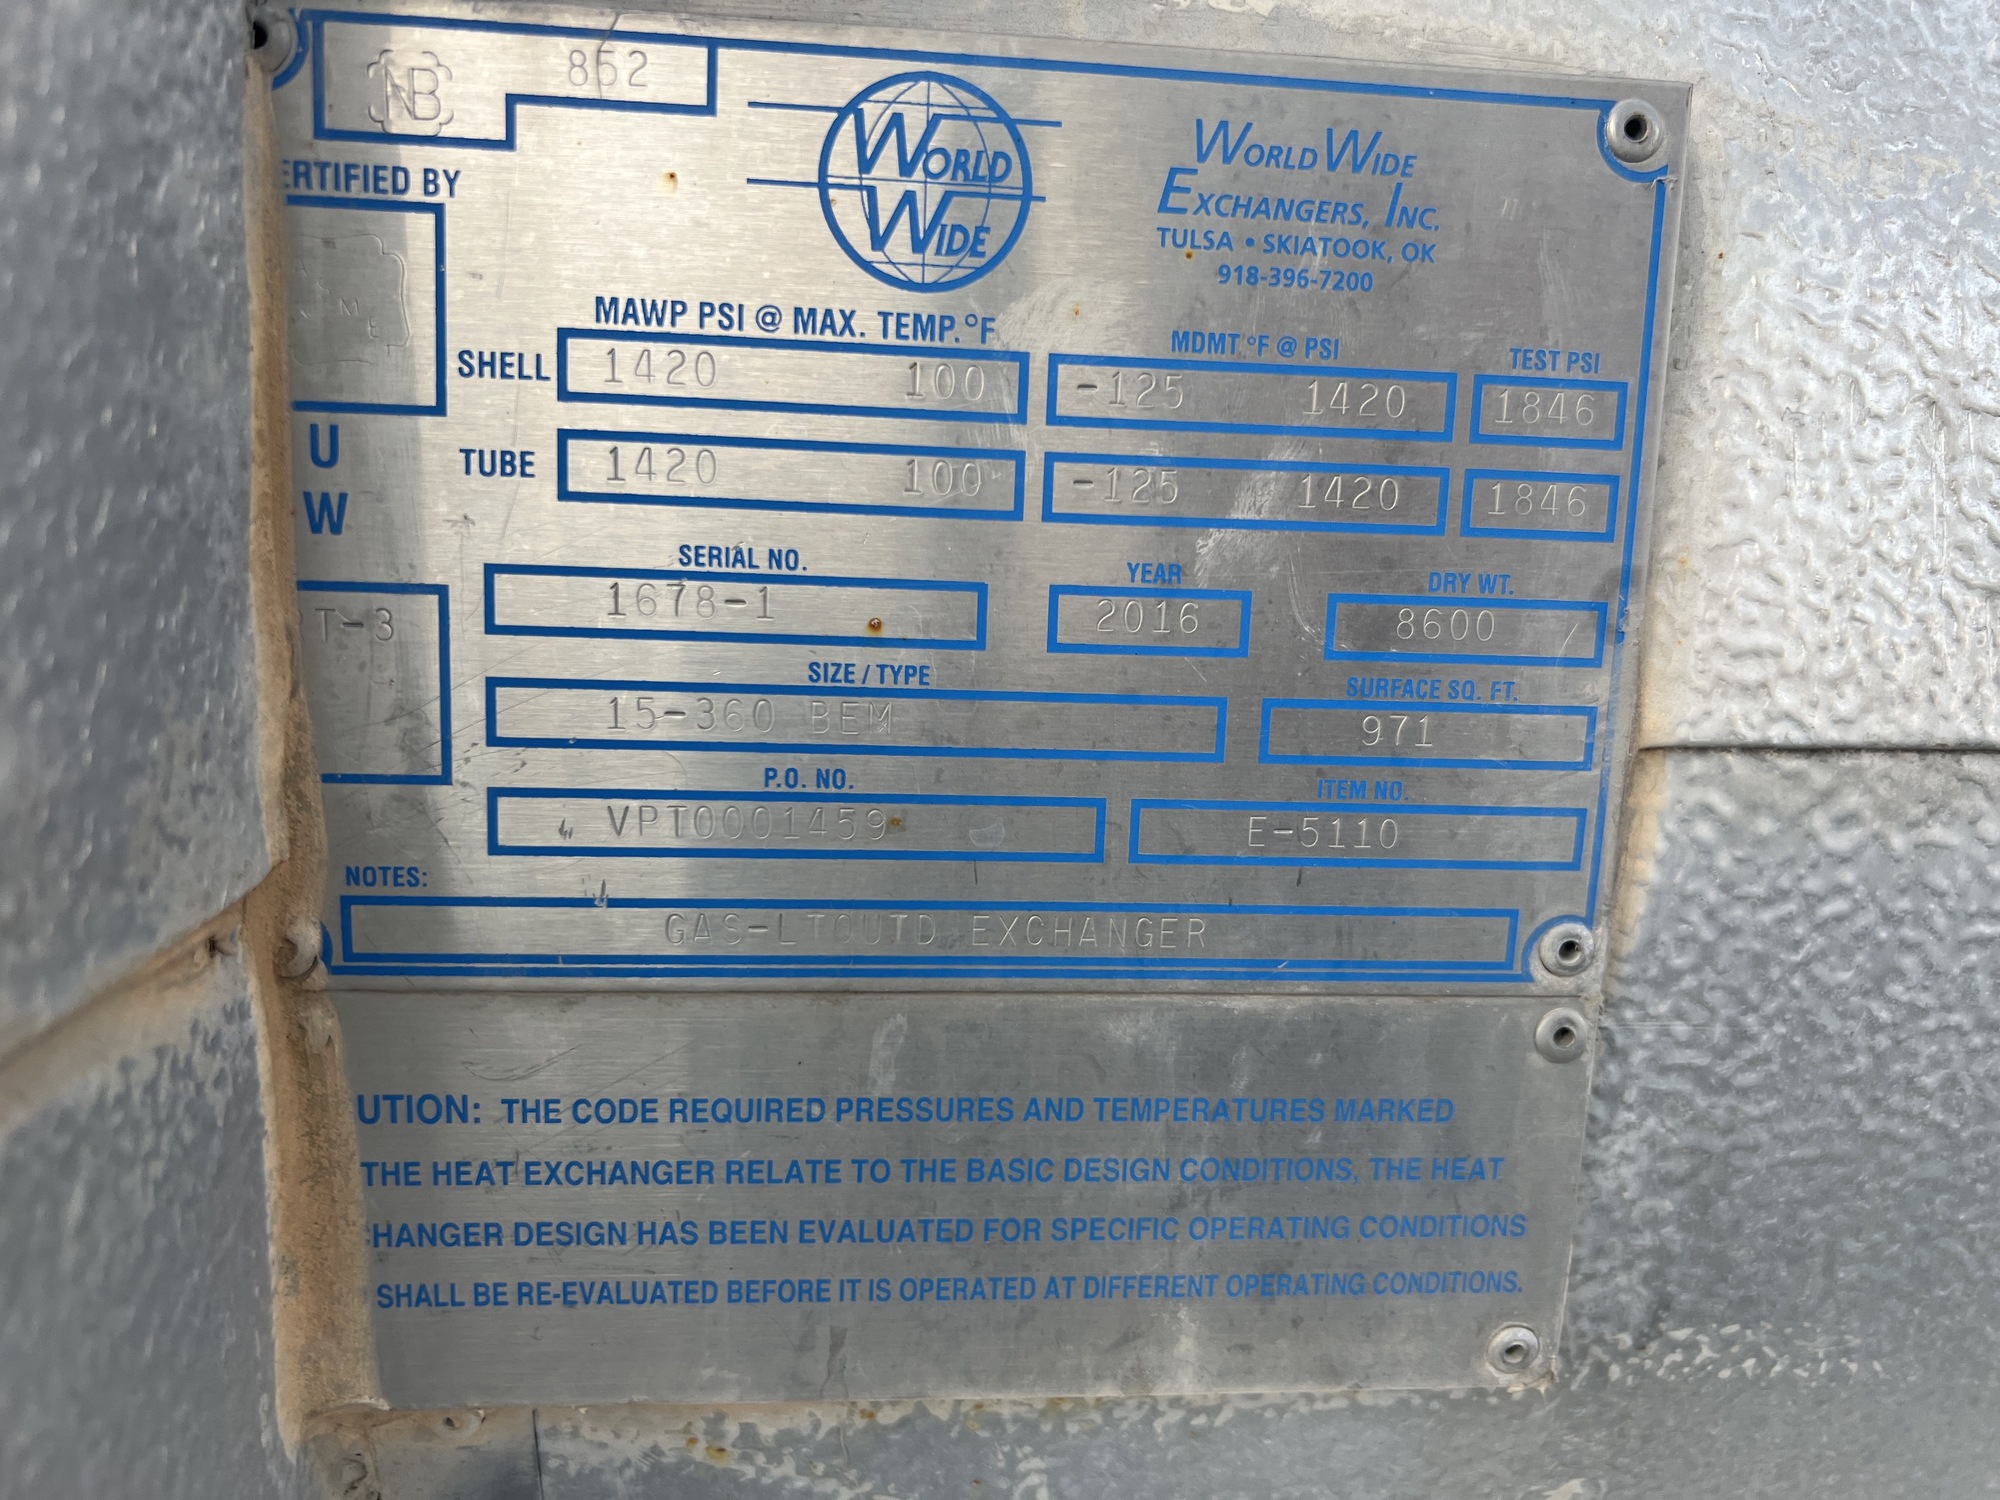 NB 862
ERTIFIED BY
WORLD WIDE
WORLD WIDE
EXCHANGERS, INC.
TULSA • SKIATOOK, OK
918-396-7200
M
E
U
W
T-3
MAWP PSI @ MAX. TEMP. °F MDMT °F @ PSI TEST PSI
SHELL 1420 100 -125 1420 1846
TUBE 1420 100 -125 1420 1846
SERIAL NO. YEAR DRY WT.
1678-1 2016 8600
SIZE / TYPE SURFACE SQ. FT.
15-360 BEM 971
P.O. NO. ITEM NO.
VPT0001459 E-5110
NOTES:
GAS-LIQUID EXCHANGER
UTION: THE CODE REQUIRED PRESSURES AND TEMPERATURES MARKED
THE HEAT EXCHANGER RELATE TO THE BASIC DESIGN CONDITIONS, THE HEAT
CHANGER DESIGN HAS BEEN EVALUATED FOR SPECIFIC OPERATING CONDITIONS
SHALL BE RE-EVALUATED BEFORE IT IS OPERATED AT DIFFERENT OPERATING CONDITIONS.